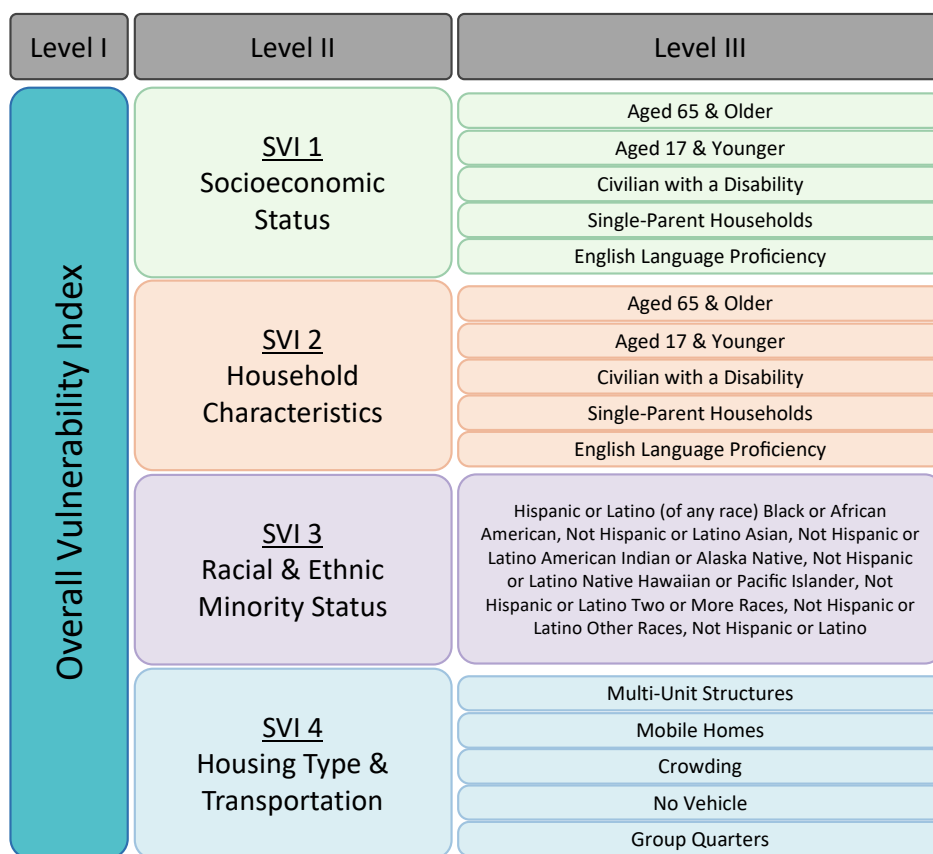 Level I
Level II
Level III
Overall Vulnerability Index
SVI 1
Socioeconomic
Status
Aged 65 & Older
Aged 17 & Younger
Civilian with a Disability
Single-Parent Households
English Language Proficiency
SVI 2
Household
Characteristics
Aged 65 & Older
Aged 17 & Younger
Civilian with a Disability
Single-Parent Households
English Language Proficiency
SVI 3
Racial & Ethnic
Minority Status
Hispanic or Latino (of any race) Black or African
American, Not Hispanic or Latino Asian, Not Hispanic or
Latino American Indian or Alaska Native, Not Hispanic
or Latino Native Hawaiian or Pacific Islander, Not
Hispanic or Latino Two or More Races, Not Hispanic or
Latino Other Races, Not Hispanic or Latino
SVI 4
Housing Type &
Transportation
Multi-Unit Structures
Mobile Homes
Crowding
No Vehicle
Group Quarters